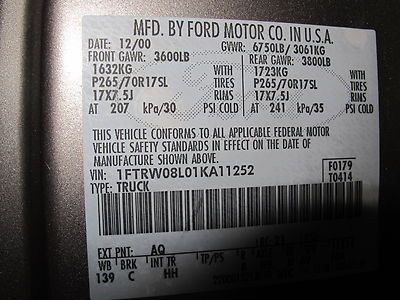 MFD. BY FORD MOTOR CO. IN U.S.A.
DATE: 12/00 GVWR: 6750LB/ 3061KG
FRONT GAWR: 3600LB REAR GAWR: 3800LB
1632KG WITH 1723KG WITH
P265/70R17SL TIRES P265/70R17SL TIRES
17X7.5J RIMS 17X7.5J RIMS
AT 207 kPa/30 PSI COLD AT 241 kPa/35 PSI COLD
THIS VEHICLE CONFORMS TO ALL APPLICABLE FEDERAL MOTOR
VEHICLE SAFETY STANDARDS IN EFFECT ON THE DATE OF
MANUFACTURE SHOWN ABOVE.
VIN: 1FTRW08L01KA11252 F0179
TYPE: TRUCK T0414
EXT PNT: AQ
WB BRK INT TR TP/PS R
139 C HH